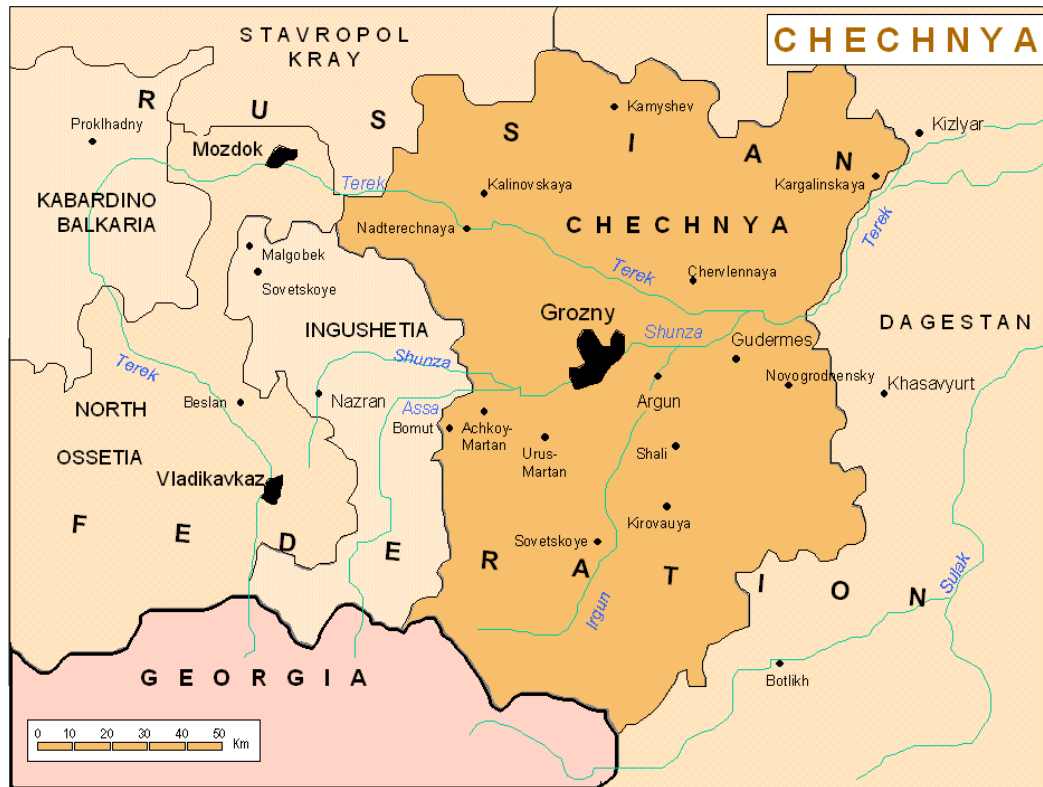 CHECHNYA
STAVROPOL
KRAY
RUSSIAN
Kamyshev
Proklhadny
Kizlyar
Mozdok
Terek
Kalinovskaya
Kargalinskaya
KABARDINO
BALKARIA
Nadterechnaya
CHECHNYA
Terek
Malgobek
Sovetskoye
Terek
Chervlennaya
Grozny
INGUSHETIA
Shunza
DAGESTAN
Gudermes
Shunza
Terek
Novogrodnensky
Khasavyurt
Beslan
Nazran
Assa
Argun
NORTH
OSSETIA
Bomut
Achkoy-
Martan
Urus-
Martan
Shali
Vladikavkaz
Kirovauya
FEDERATION
Sovetskoye
Irgun
Sulak
GEORGIA
Botlikh
0 10 20 30 40 50
Km